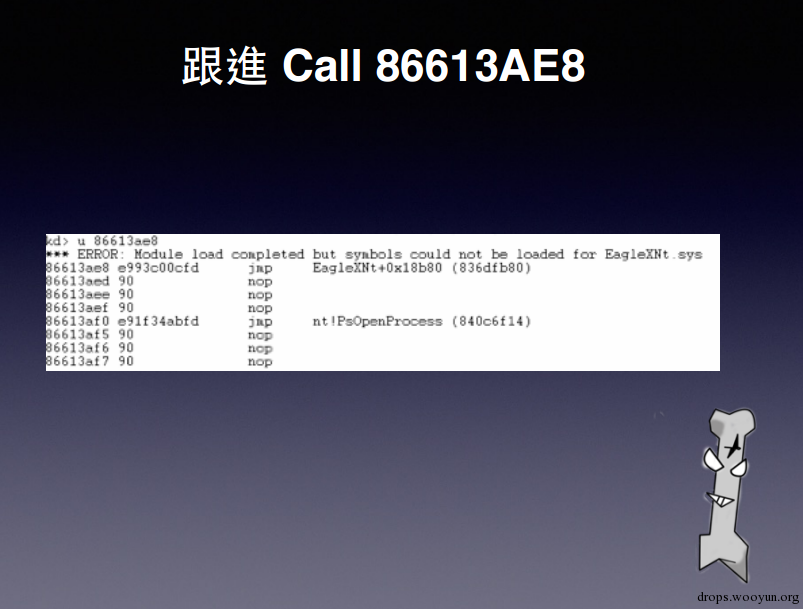 跟進 Call 86613AE8
kd> u 86613ae8
*** ERROR: Module load completed but symbols could not be loaded for EagleXNt.sys
86613ae8 e993c00cfd jmp EagleXNt+0x18b80 (836dfb80)
86613aed 90 nop
86613aee 90 nop
86613aef 90 nop
86613af0 e91f34abfd jmp nt!PsOpenProcess (840c6f14)
86613af5 90 nop
86613af6 90 nop
86613af7 90 nop
drops.wooyun.org